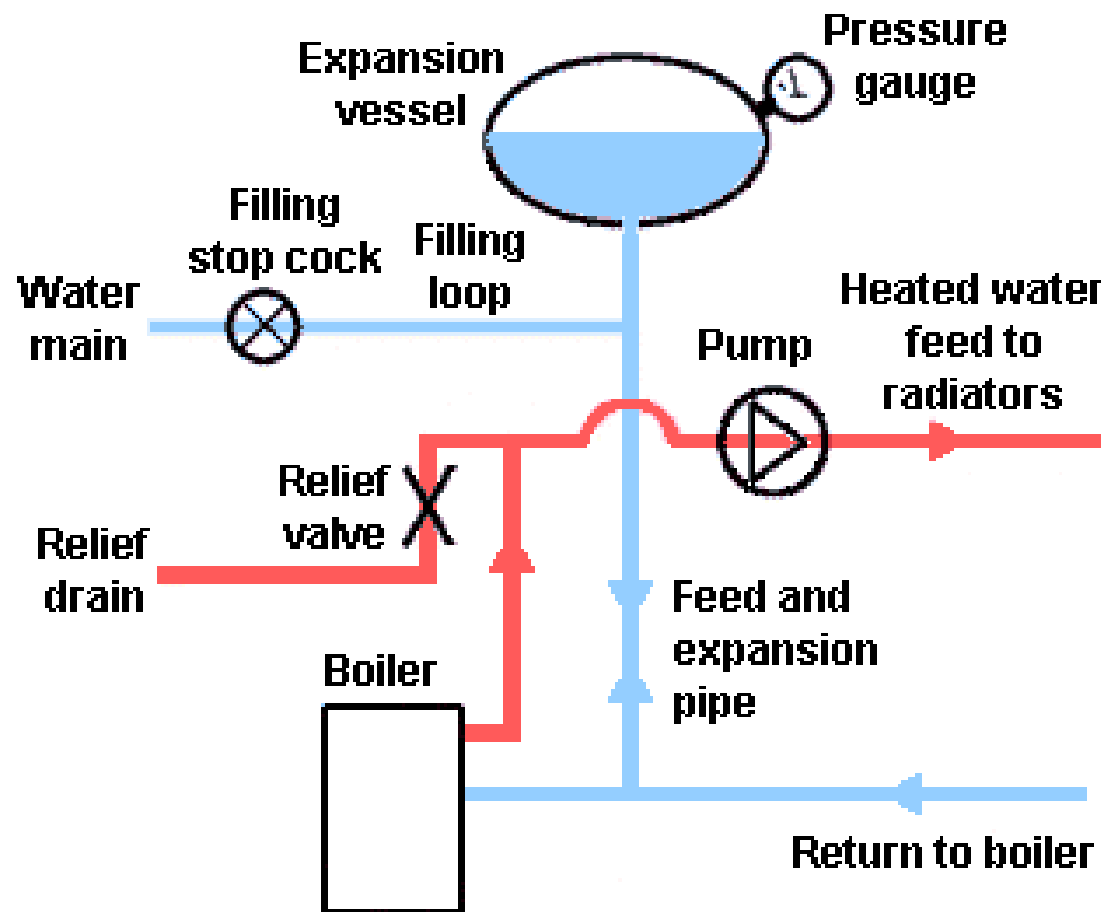 Expansion
vessel
Pressure
gauge
Filling
stop cock
Filling
loop
Water
main
Heated water
feed to
radiators
Pump
Relief
valve
Relief
drain
Feed and
expansion
pipe
Boiler
Return to boiler